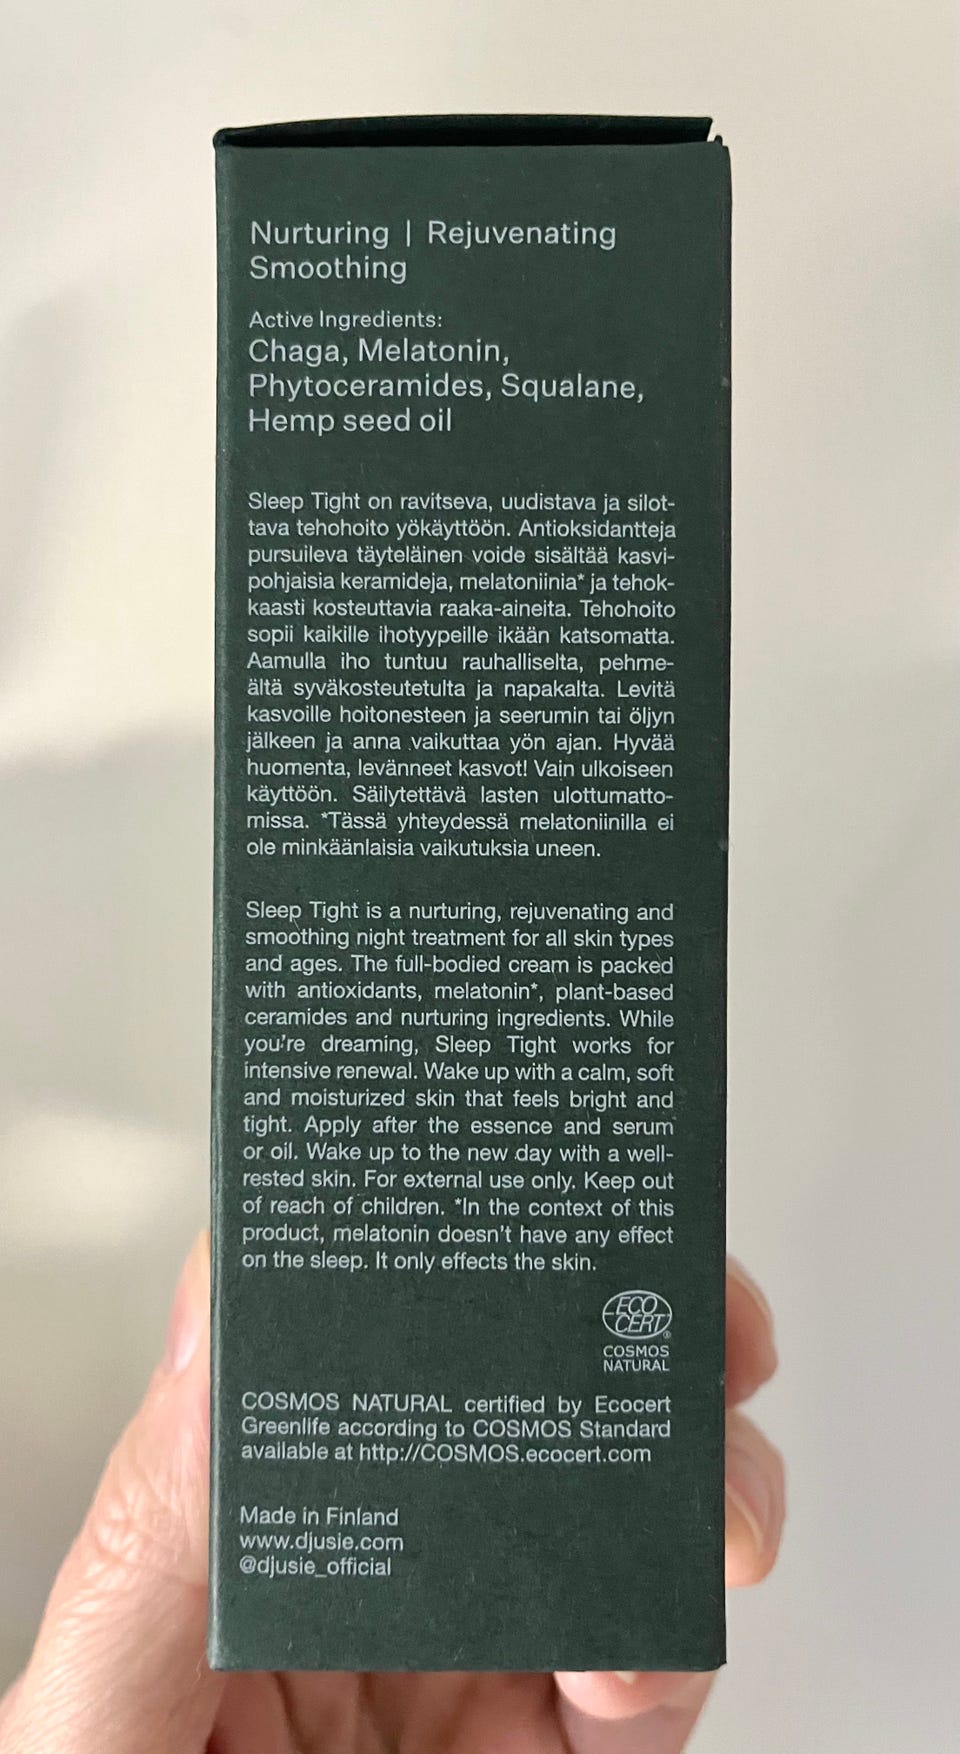 Nurturing | Rejuvenating
Smoothing
Active Ingredients:
Chaga, Melatonin,
Phytoceramides, Squalane,
Hemp seed oil
Sleep Tight on ravitseva, uudistava ja silot-
tava tehohoito yökäyttöön. Antioksidantteja
pursuileva täyteläinen voide sisältää kasvi-
pohjaisia keramideja, melatoniinia* ja tehok-
kaasti kosteuttavia raaka-aineita. Tehohoito
sopii kaikille ihotyypeille ikään katsomatta.
Aamulla iho tuntuu rauhalliselta, pehme-
ältä syväkosteutetulta ja napakalta. Levitä
kasvoille hoitonesteen ja seerumin tai öljyn
jälkeen ja anna vaikuttaa yön ajan. Hyvää
huomenta, levänneet kasvot! Vain ulkoiseen
käyttöön. Säilytettävä lasten ulottumatto-
missa. *Tässä yhteydessä melatoniinilla ei
ole minkäänlaisia vaikutuksia uneen.
Sleep Tight is a nurturing, rejuvenating and
smoothing night treatment for all skin types
and ages. The full-bodied cream is packed
with antioxidants, melatonin*, plant-based
ceramides and nurturing ingredients. While
you're dreaming, Sleep Tight works for
intensive renewal. Wake up with a calm, soft
and moisturized skin that feels bright and
tight. Apply after the essence and serum
or oil. Wake up to the new day with a well-
rested skin. For external use only. Keep out
of reach of children. *In the context of this
product, melatonin doesn't have any effect
on the sleep. It only effects the skin.
ECO
CERT®
COSMOS
NATURAL
COSMOS NATURAL certified by Ecocert
Greenlife according to COSMOS Standard
available at http://COSMOS.ecocert.com
Made in Finland
www.djusie.com
@djusie_official